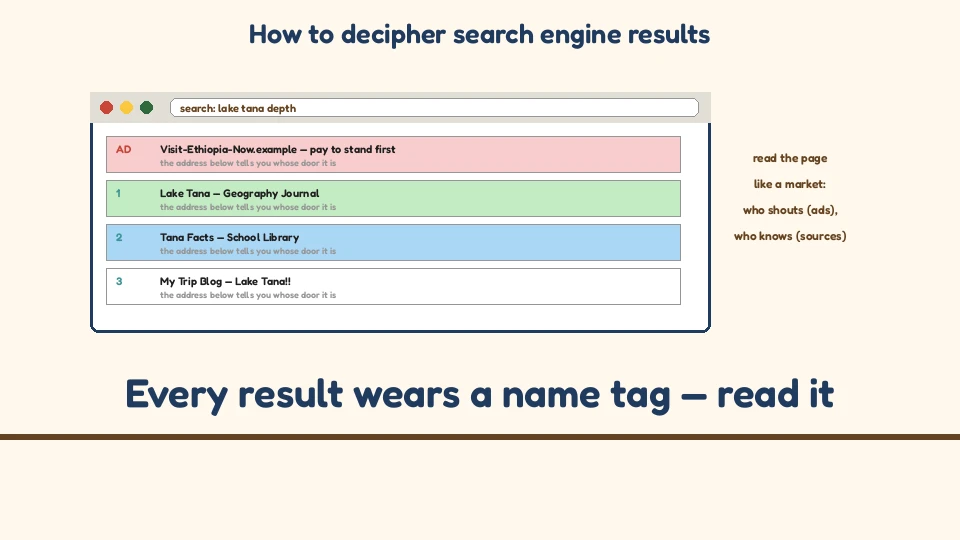 How to decipher search engine results
search: lake tana depth
AD Visit-Ethiopia-Now.example — pay to stand first
the address below tells you whose door it is
1 Lake Tana — Geography Journal
the address below tells you whose door it is
2 Tana Facts — School Library
the address below tells you whose door it is
3 My Trip Blog — Lake Tana!!
the address below tells you whose door it is
read the page
like a market:
who shouts (ads),
who knows (sources)
Every result wears a name tag — read it